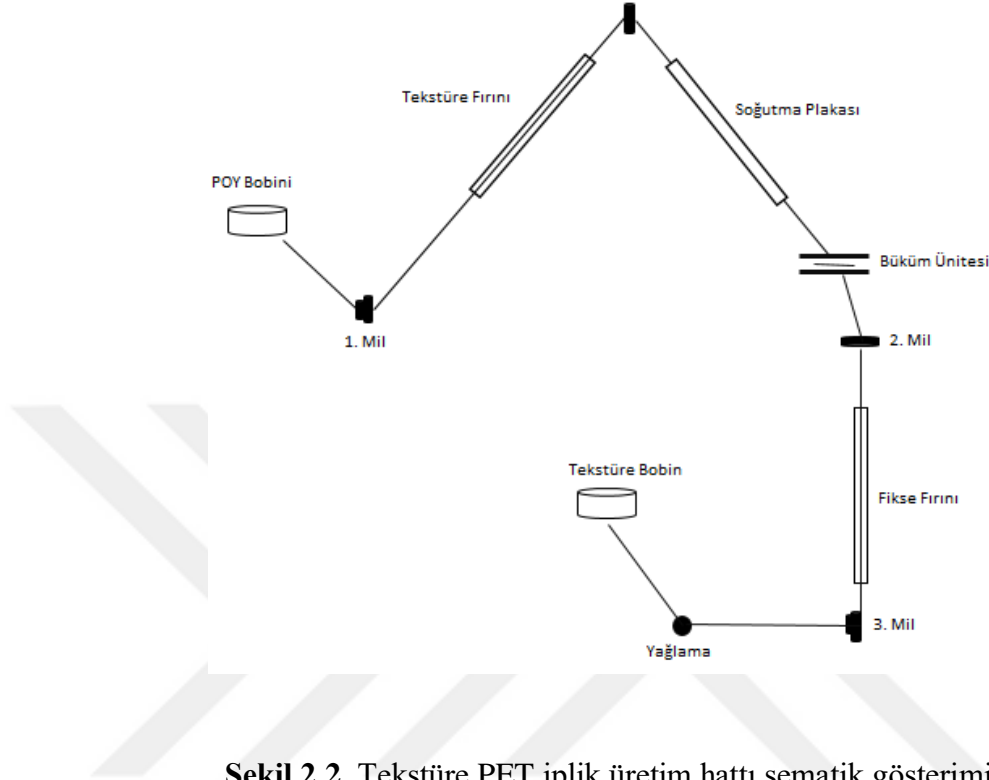 Tekstüre Fırını
Soğutma Plakası
POY Bobini
Büküm Ünitesi
1. Mil
2. Mil
Tekstüre Bobin
Fikse Fırını
3. Mil
Yağlama
Şekil 2.2. Tekstüre PET iplik üretim hattı şematik gösterimi